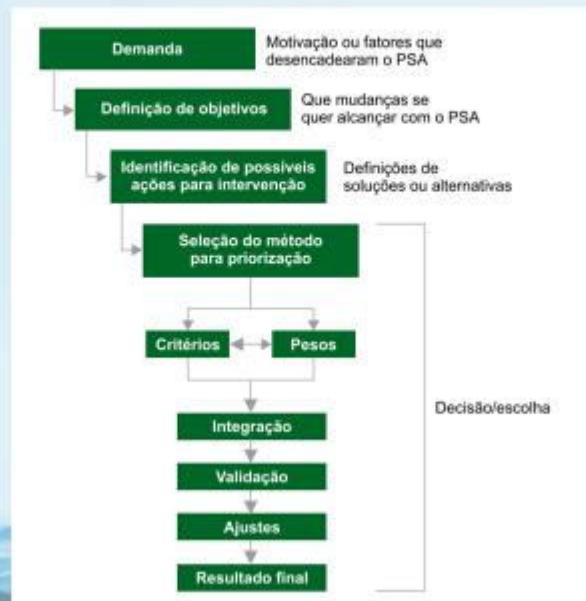 Demanda
Motivação ou fatores que
desencadearam o PSA
Definição de objetivos
Que mudanças se
quer alcançar com o PSA
Identificação de possíveis
ações para intervenção
Definições de
soluções ou alternativas
Seleção do método
para priorização
Critérios
Pesos
Decisão/escolha
Integração
Validação
Ajustes
Resultado final